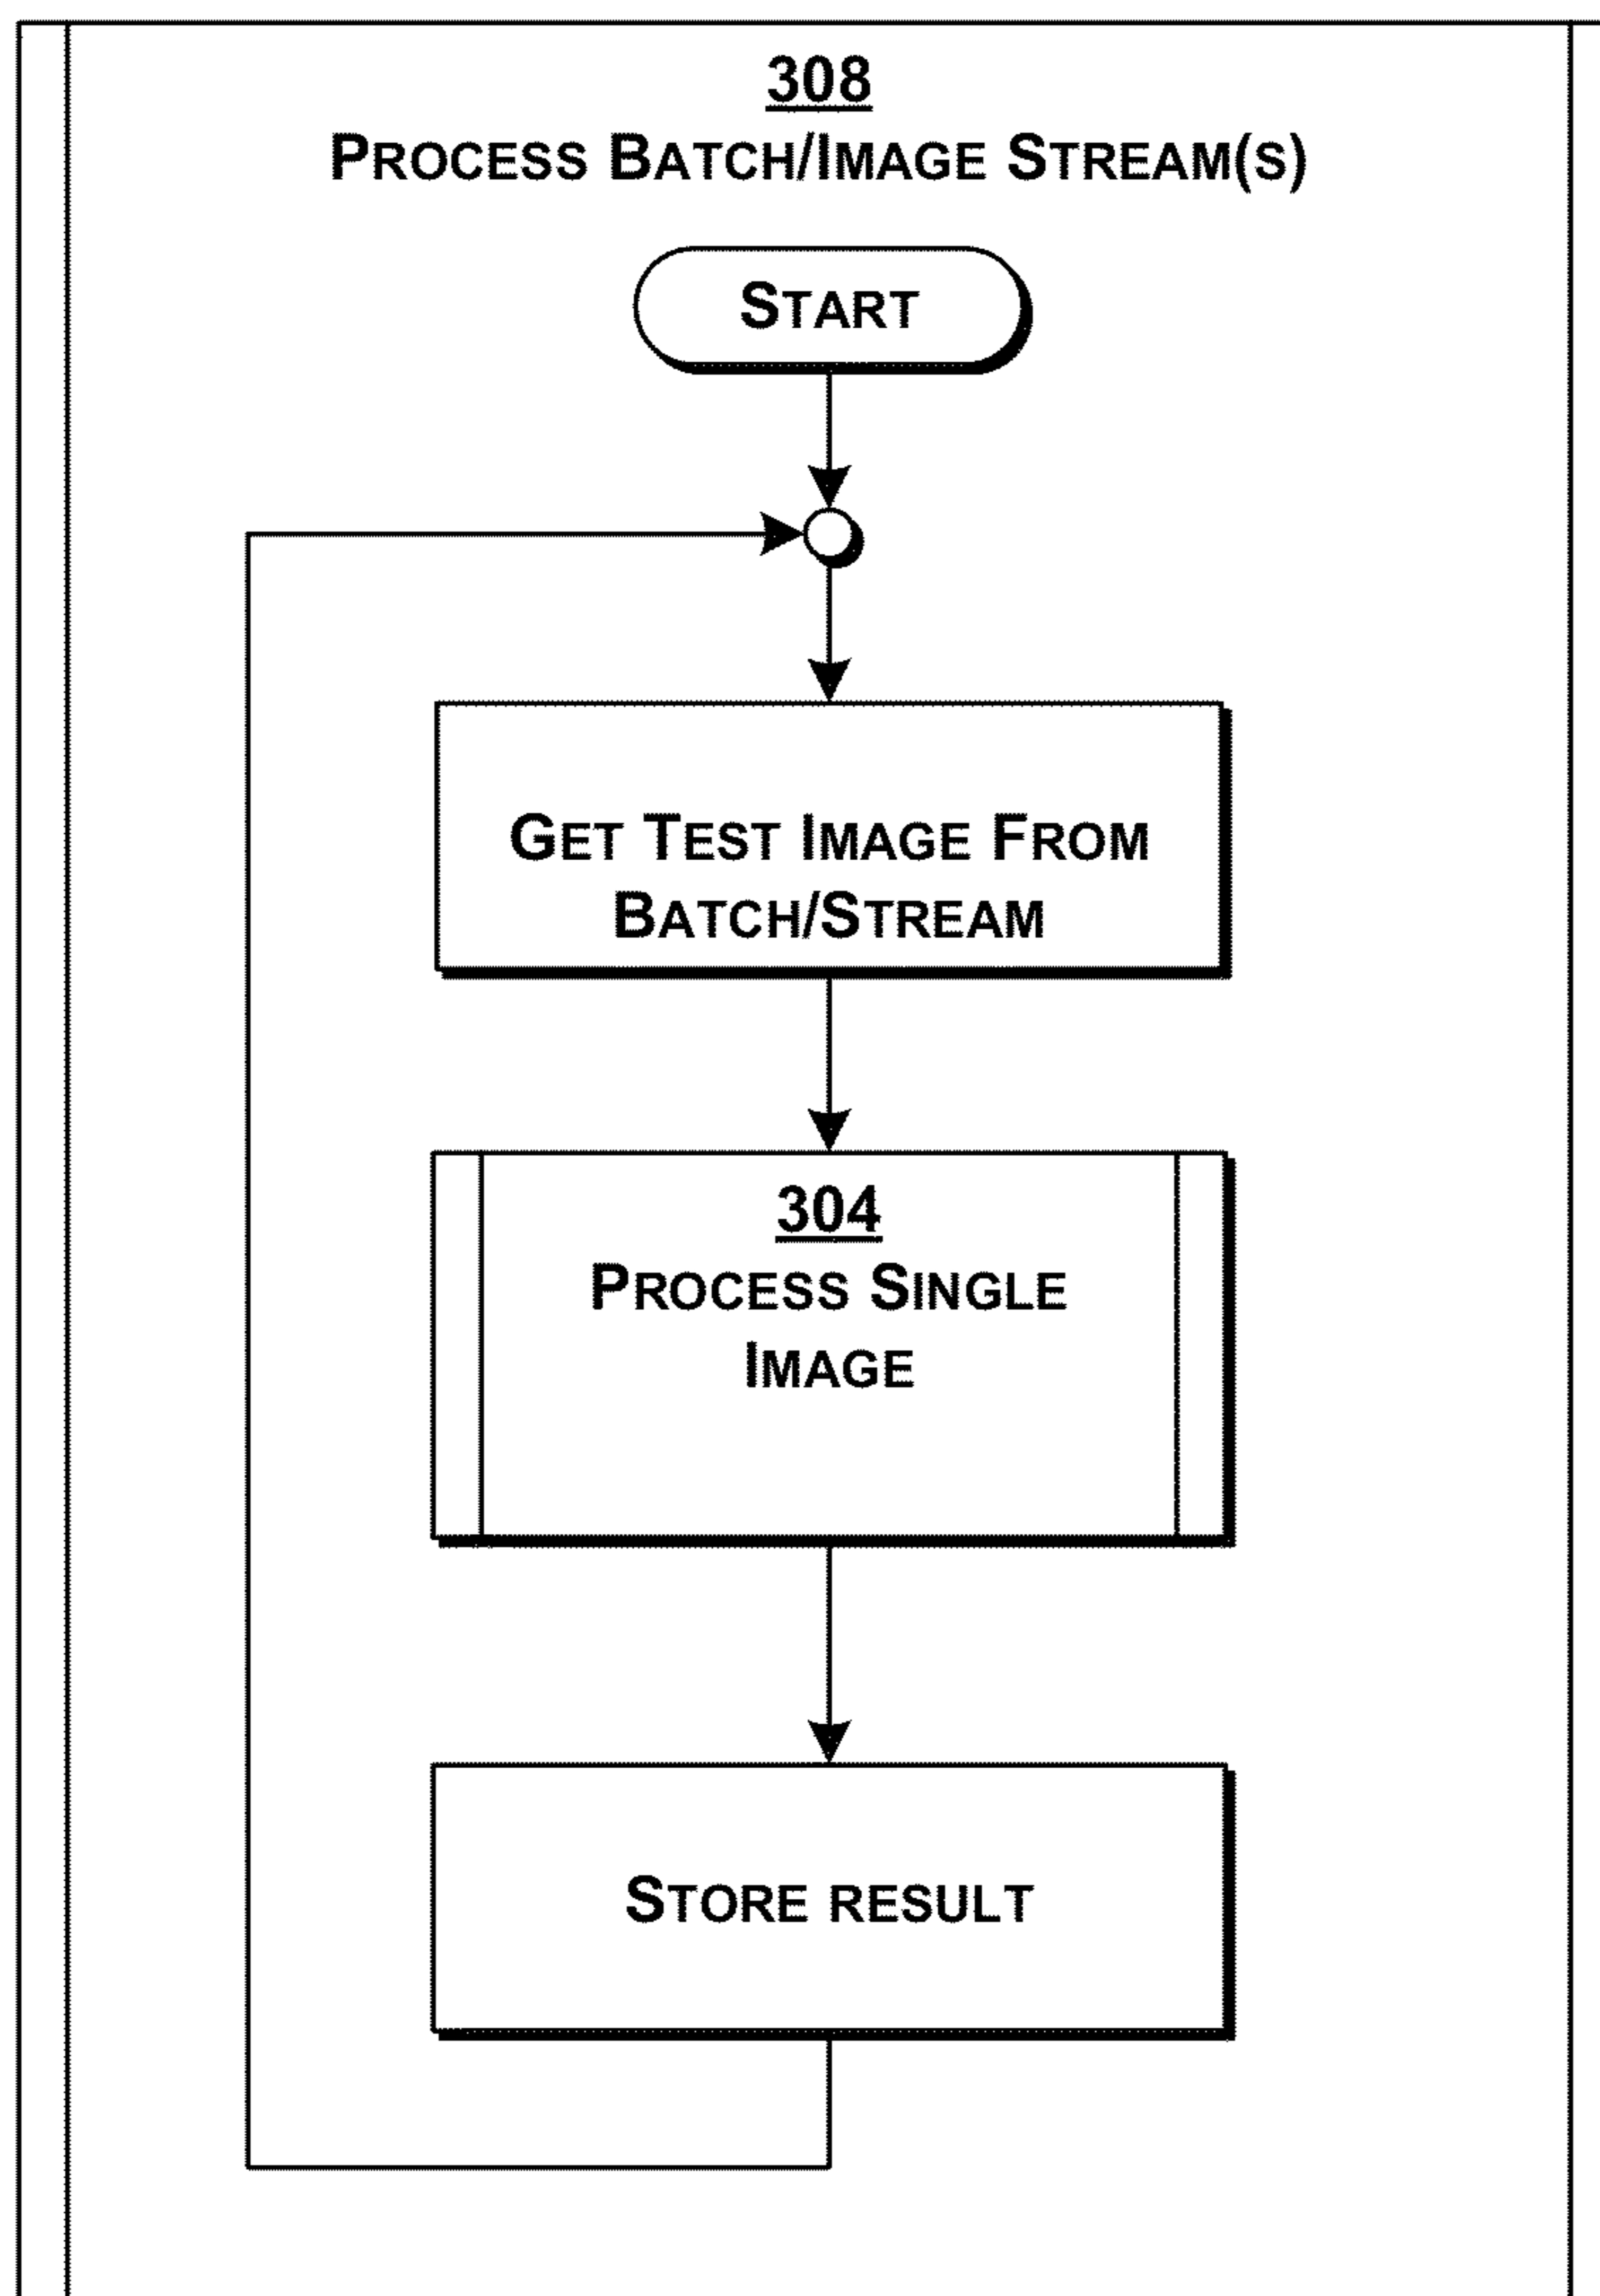 308
PROCESS BATCH/IMAGE STREAM(S)
START
GET TEST IMAGE FROM
BATCH/STREAM
304
PROCESS SINGLE
IMAGE
STORE RESULT